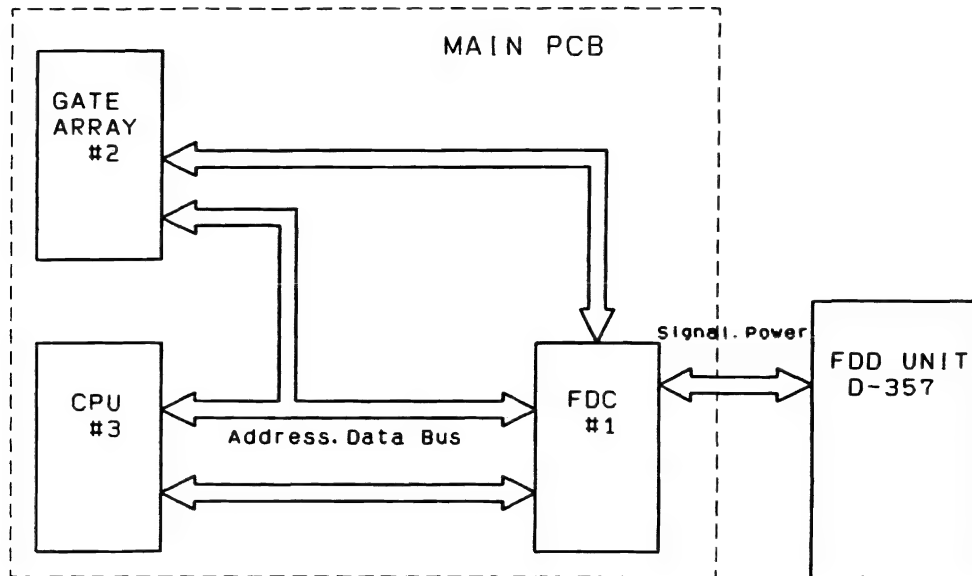 MAIN PCB
GATE
ARRAY
#2
Signal. Power
FDD UNIT
D-357
CPU
#3
FDC
#1
Address. Data Bus